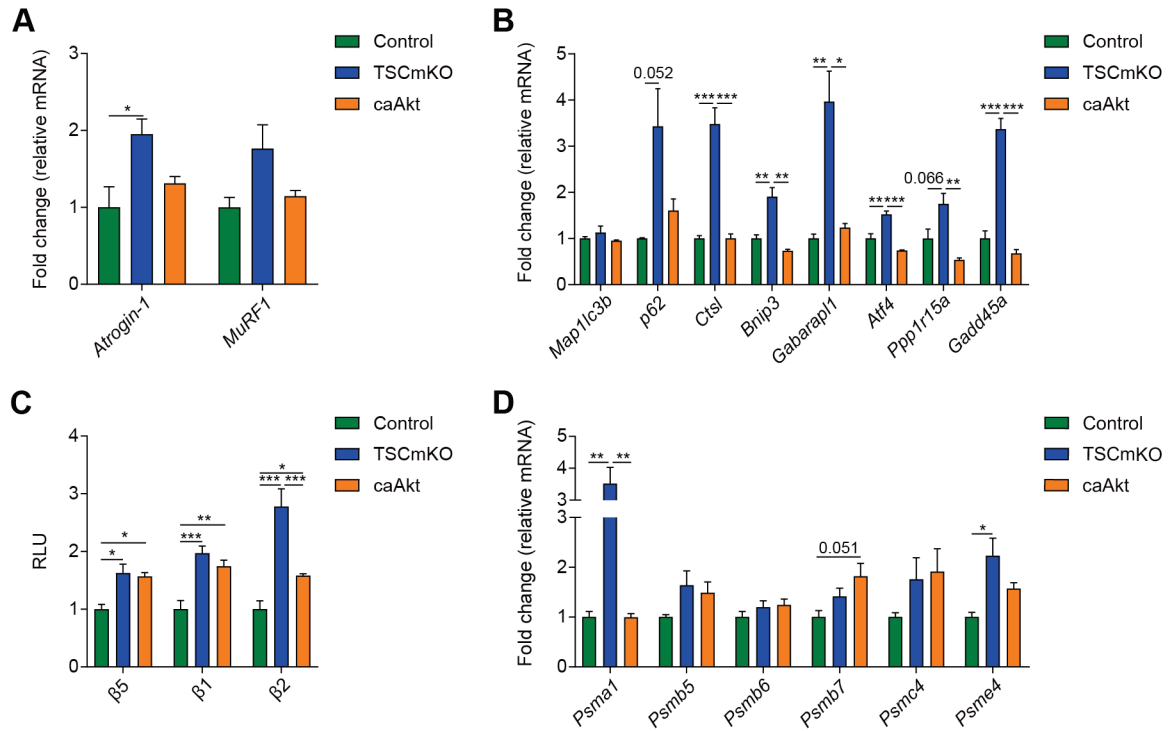 A
Fold change (relative mRNA)
3
2
1
0
*
Atrogin-1
MuRF1
Control
TSCmKO
caAkt
B
Fold change (relative mRNA)
5
4
3
2
1
0
0.052
*** ***
** **
** *
** ***
0.066 **
*** ***
Map1lc3b
p62
Ctsl
Bnip3
Gabarapl1
Atf4
Ppp1r15a
Gadd45a
Control
TSCmKO
caAkt
C
RLU
4
3
2
1
0
*
*
**
***
*
*** ***
β5
β1
β2
Control
TSCmKO
caAkt
D
Fold change (relative mRNA)
5
4
3
3
2
1
0
** **
0.051
*
Psma1
Psmb5
Psmb6
Psmb7
Psmc4
Psme4
Control
TSCmKO
caAkt